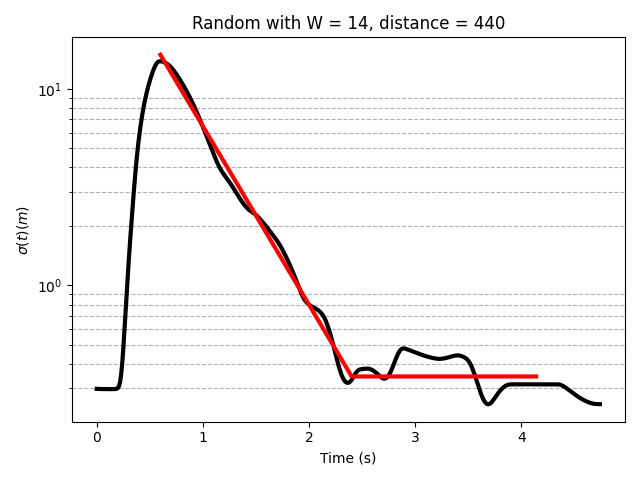 Random with W = 14, distance = 440
10¹
10⁰
σ(t)(m)
0 1 2 3 4
Time (s)